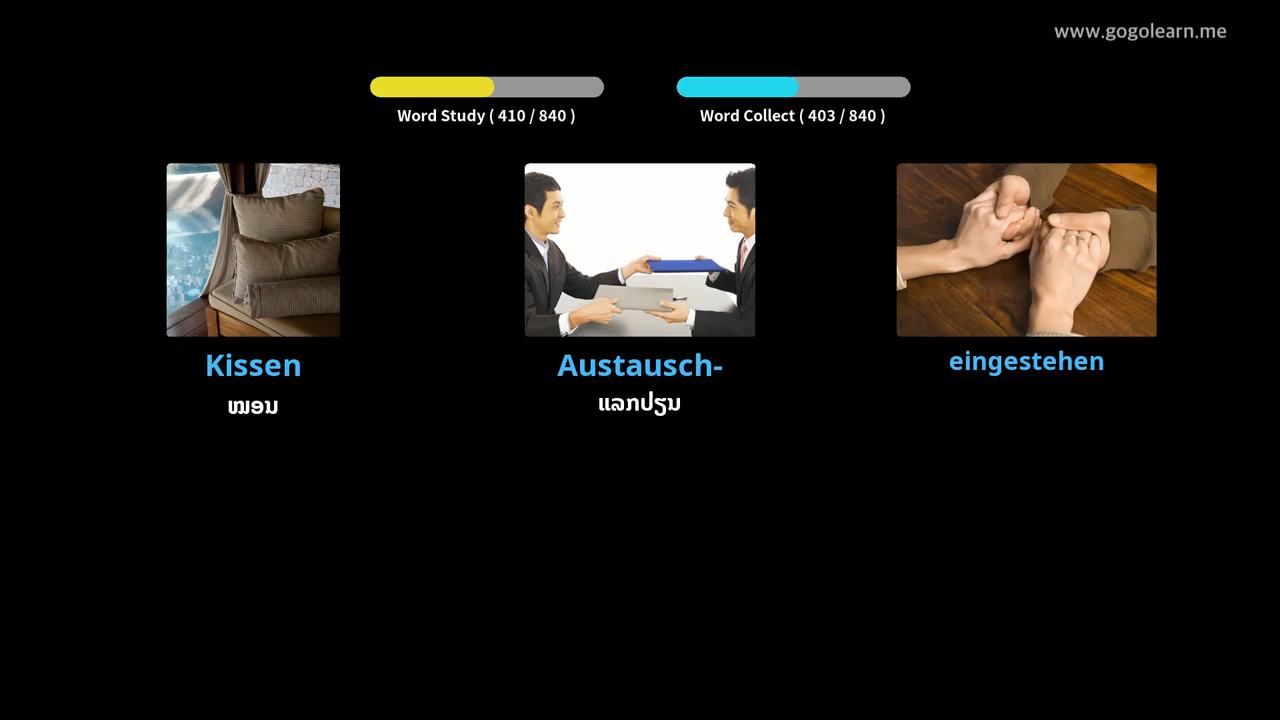 www.gogolearn.me
Word Study ( 410 / 840 )
Word Collect ( 403 / 840 )
Kissen
ໝອນ
Austausch-
ແລກປ່ຽນ
eingestehen